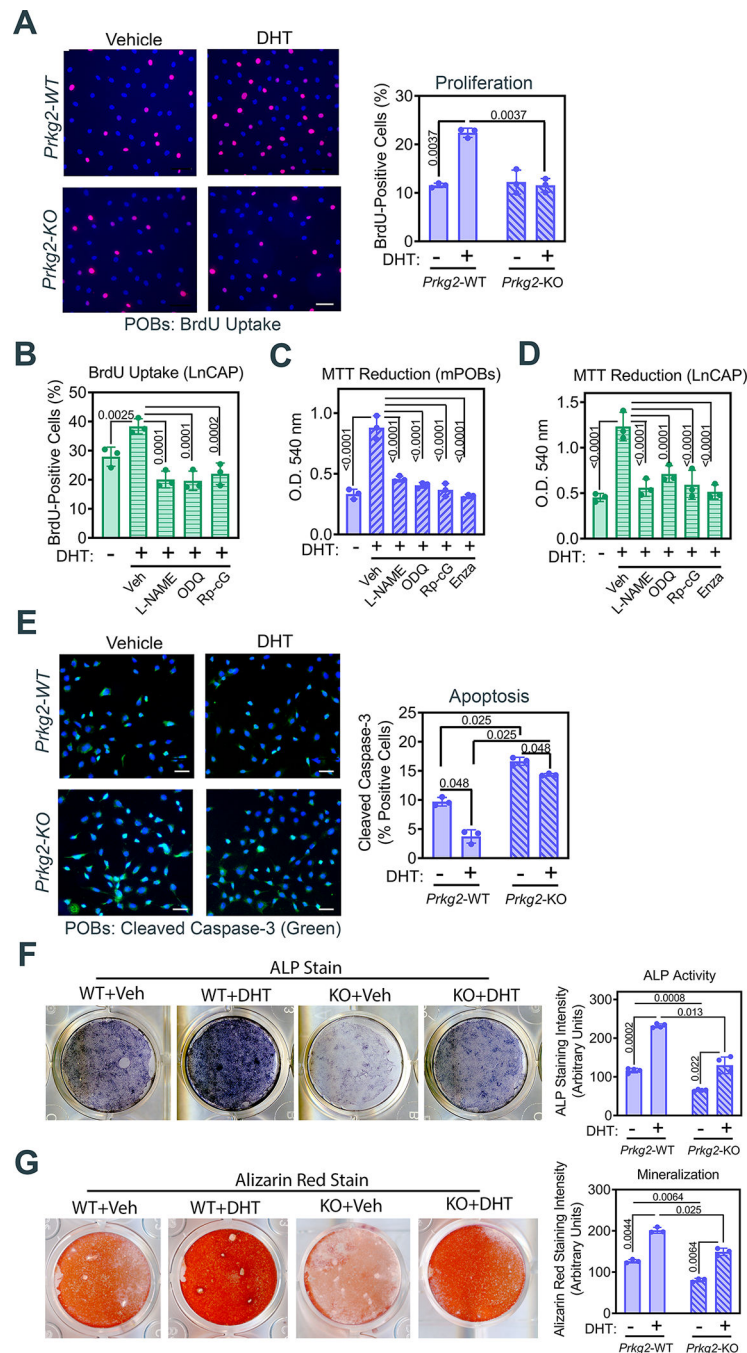 A
Vehicle
DHT
Prkg2-WT
Prkg2-KO
POBs: BrdU Uptake
Proliferation
BrdU-Positive Cells (%)
30
20
10
0
0.0037
0.0037
DHT: - + - +
Prkg2-WT Prkg2-KO
B
BrdU Uptake (LnCAP)
BrdU-Positive Cells (%)
50
40
30
20
10
0
0.0025
0.0001
0.0001
0.0002
DHT: - + + + +
Veh
L-NAME
ODQ
Rp-cG
C
MTT Reduction (mPOBs)
O.D. 540 nm
1.0
0.5
0.0
<0.0001
<0.0001
<0.0001
<0.0001
<0.0001
DHT: - + + + + +
Veh
L-NAME
ODQ
Rp-cG
Enza
D
MTT Reduction (LnCAP)
O.D. 540 nm
1.5
1.0
0.5
0.0
<0.0001
<0.0001
<0.0001
<0.0001
<0.0001
DHT: - + + + + +
Veh
L-NAME
ODQ
Rp-cG
Enza
E
Vehicle
DHT
Prkg2-WT
Prkg2-KO
POBs: Cleaved Caspase-3 (Green)
Apoptosis
Cleaved Caspase-3
(% Positive Cells)
25
20
15
10
5
0
0.025
0.025
0.048
0.048
DHT: - + - +
Prkg2-WT Prkg2-KO
F
ALP Stain
WT+Veh
WT+DHT
KO+Veh
KO+DHT
ALP Activity
ALP Staining Intensity
(Arbitrary Units)
300
200
100
0
0.0008
0.013
0.0002
0.022
DHT: - + - +
Prkg2-WT Prkg2-KO
G
Alizarin Red Stain
WT+Veh
WT+DHT
KO+Veh
KO+DHT
Mineralization
Alizarin Red Staining Intensity
(Arbitrary Units)
300
200
100
0
0.0064
0.025
0.0044
0.0064
DHT: - + - +
Prkg2-WT Prkg2-KO